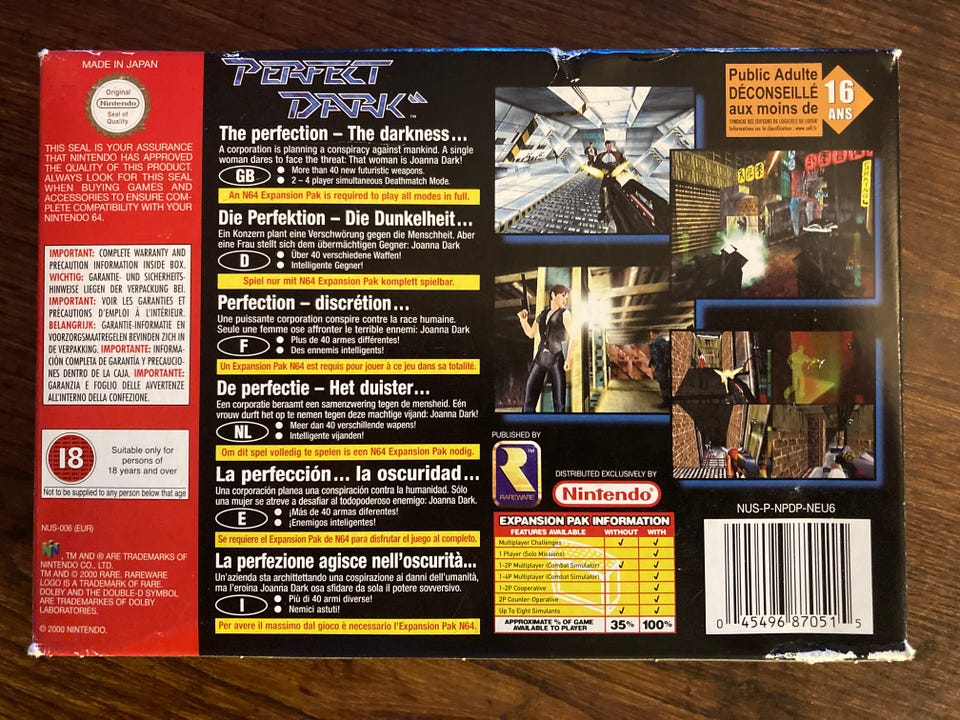 MADE IN JAPAN
Original
Nintendo
Seal of
Quality
THIS SEAL IS YOUR ASSURANCE
THAT NINTENDO HAS APPROVED
THE QUALITY OF THIS PRODUCT.
ALWAYS LOOK FOR THIS SEAL
WHEN BUYING GAMES AND
ACCESSORIES TO ENSURE COM-
PLETE COMPATIBILITY WITH YOUR
NINTENDO 64.
IMPORTANT: COMPLETE WARRANTY AND
PRECAUTION INFORMATION INSIDE BOX.
WICHTIG: GARANTIE- UND SICHERHEITS-
HINWEISE LIEGEN DER VERPACKUNG BEI.
IMPORTANT: VOIR LES GARANTIES ET
PRÉCAUTIONS D'EMPLOI À L'INTÉRIEUR.
BELANGRIJK: GARANTIE-INFORMATIE EN
VOORZORGSMAATREGELEN BEVINDEN ZICH IN
DE VERPAKKING. IMPORTANTE: INFORMA-
CIÓN COMPLETA DE GARANTÍA Y PRECAUCIO-
NES DENTRO DE LA CAJA. IMPORTANTE:
GARANZIA E FOGLIO DELLE AVVERTENZE
ALL'INTERNO DELLA CONFEZIONE.
18
Suitable only for
persons of
18 years and over
Not to be supplied to any person below that age
NUS-006 (EUR)
, TM AND ® ARE TRADEMARKS OF
NINTENDO CO., LTD.
TM AND © 2000 RARE. RAREWARE
LOGO IS A TRADEMARK OF RARE.
DOLBY AND THE DOUBLE-D SYMBOL
ARE TRADEMARKES OF DOLBY
LABORATORIES.
© 2000 NINTENDO.
PERFECT
DARK™
The perfection – The darkness...
A corporation is planning a conspiracy against mankind. A single
woman dares to face the threat: That woman is Joanna Dark!
GB
● More than 40 new futuristic weapons.
● 2 – 4 player simultaneous Deathmatch Mode.
An N64 Expansion Pak is required to play all modes in full.
Die Perfektion – Die Dunkelheit...
Ein Konzern plant eine Verschwörung gegen die Menschheit. Aber
eine Frau stellt sich dem übermächtigen Gegner: Joanna Dark
D
● Über 40 verschiedene Waffen!
● Intelligente Gegner!
Spiel nur mit N64 Expansion Pak komplett spielbar.
Perfection – discrétion...
Une puissante corporation conspire contre la race humaine.
Seule une femme ose affronter le terrible ennemi: Joanna Dark
F
● Plus de 40 armes différentes!
● Des ennemis intelligents!
Un Expansion Pak N64 est requis pour jouer à ce jeu dans sa totalité.
De perfectie – Het duister...
Een corporatie beraamt een samenzwering tegen de mensheid. Eén
vrouw durft het op te nemen tegen deze machtige vijand: Joanna Dark!
NL
● Meer dan 40 verschillende wapens!
● Intelligente vijanden!
Om dit spel volledig te spelen is een N64 Expansion Pak nodig.
La perfección... la oscuridad...
Una corporación planea una conspiración contra la humanidad. Sólo
una mujer se atreve a desafiar al todopoderoso enemigo: Joanna Dark.
E
● ¡Más de 40 armas diferentes!
● ¡Enemigos inteligentes!
Se requiere el Expansion Pak de N64 para disfrutar el juego al completo.
La perfezione agisce nell'oscurità...
Un'azienda sta architettando una cospirazione ai danni dell'umanità,
ma l'eroina Joanna Dark osa sfidare da sola il potere sovversivo.
I
● Più di 40 armi diverse!
● Nemici astuti!
Per avere il massimo dal gioco è necessario l'Expansion Pak N64.
Public Adulte
DÉCONSEILLÉ
aux moins de
16
ANS
SYNDICAT DES EDITEURS DE LOGICIELS DE LOISIR
Informations sur la classification : www.sell.fr
PUBLISHED BY
R™
RAREWARE
DISTRIBUTED EXCLUSIVELY BY
Nintendo®
EXPANSION PAK INFORMATION
FEATURES AVAILABLE WITHOUT WITH
Multiplayer Challenges ✓ ✓
1 Player (Solo Missions) ✓
1-2P Multiplayer (Combat Simulator) ✓ ✓
1-4P Multiplayer (Combat Simulator) ✓
1-2P Cooperative ✓
2P Counter-Operative ✓
Up To Eight Simulants ✓ ✓
APPROXIMATE % OF GAME
AVAILABLE TO PLAYER 35% 100%
NUS-P-NPDP-NEU6
0 45496 87051 5